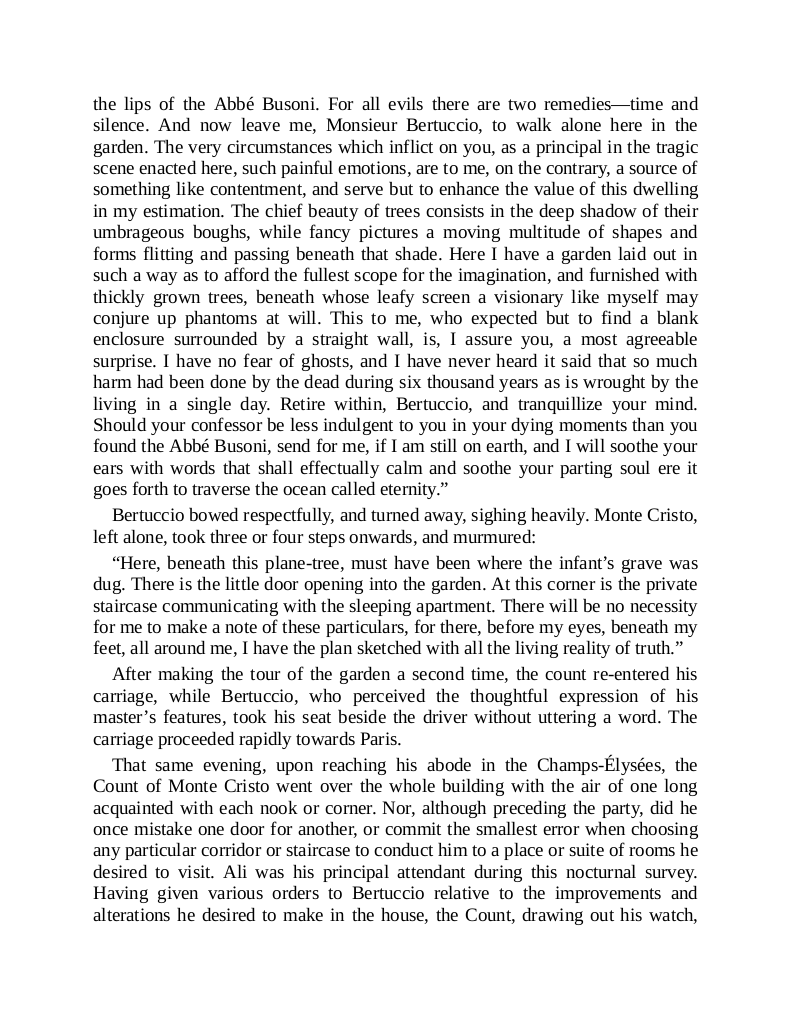 the lips of the Abbé Busoni. For all evils there are two remedies—time and
silence. And now leave me, Monsieur Bertuccio, to walk alone here in the
garden. The very circumstances which inflict on you, as a principal in the tragic
scene enacted here, such painful emotions, are to me, on the contrary, a source of
something like contentment, and serve but to enhance the value of this dwelling
in my estimation. The chief beauty of trees consists in the deep shadow of their
umbrageous boughs, while fancy pictures a moving multitude of shapes and
forms flitting and passing beneath that shade. Here I have a garden laid out in
such a way as to afford the fullest scope for the imagination, and furnished with
thickly grown trees, beneath whose leafy screen a visionary like myself may
conjure up phantoms at will. This to me, who expected but to find a blank
enclosure surrounded by a straight wall, is, I assure you, a most agreeable
surprise. I have no fear of ghosts, and I have never heard it said that so much
harm had been done by the dead during six thousand years as is wrought by the
living in a single day. Retire within, Bertuccio, and tranquillize your mind.
Should your confessor be less indulgent to you in your dying moments than you
found the Abbé Busoni, send for me, if I am still on earth, and I will soothe your
ears with words that shall effectually calm and soothe your parting soul ere it
goes forth to traverse the ocean called eternity.”
Bertuccio bowed respectfully, and turned away, sighing heavily. Monte Cristo,
left alone, took three or four steps onwards, and murmured:
“Here, beneath this plane-tree, must have been where the infant’s grave was
dug. There is the little door opening into the garden. At this corner is the private
staircase communicating with the sleeping apartment. There will be no necessity
for me to make a note of these particulars, for there, before my eyes, beneath my
feet, all around me, I have the plan sketched with all the living reality of truth.”
After making the tour of the garden a second time, the count re-entered his
carriage, while Bertuccio, who perceived the thoughtful expression of his
master’s features, took his seat beside the driver without uttering a word. The
carriage proceeded rapidly towards Paris.
That same evening, upon reaching his abode in the Champs-Élysées, the
Count of Monte Cristo went over the whole building with the air of one long
acquainted with each nook or corner. Nor, although preceding the party, did he
once mistake one door for another, or commit the smallest error when choosing
any particular corridor or staircase to conduct him to a place or suite of rooms he
desired to visit. Ali was his principal attendant during this nocturnal survey.
Having given various orders to Bertuccio relative to the improvements and
alterations he desired to make in the house, the Count, drawing out his watch,